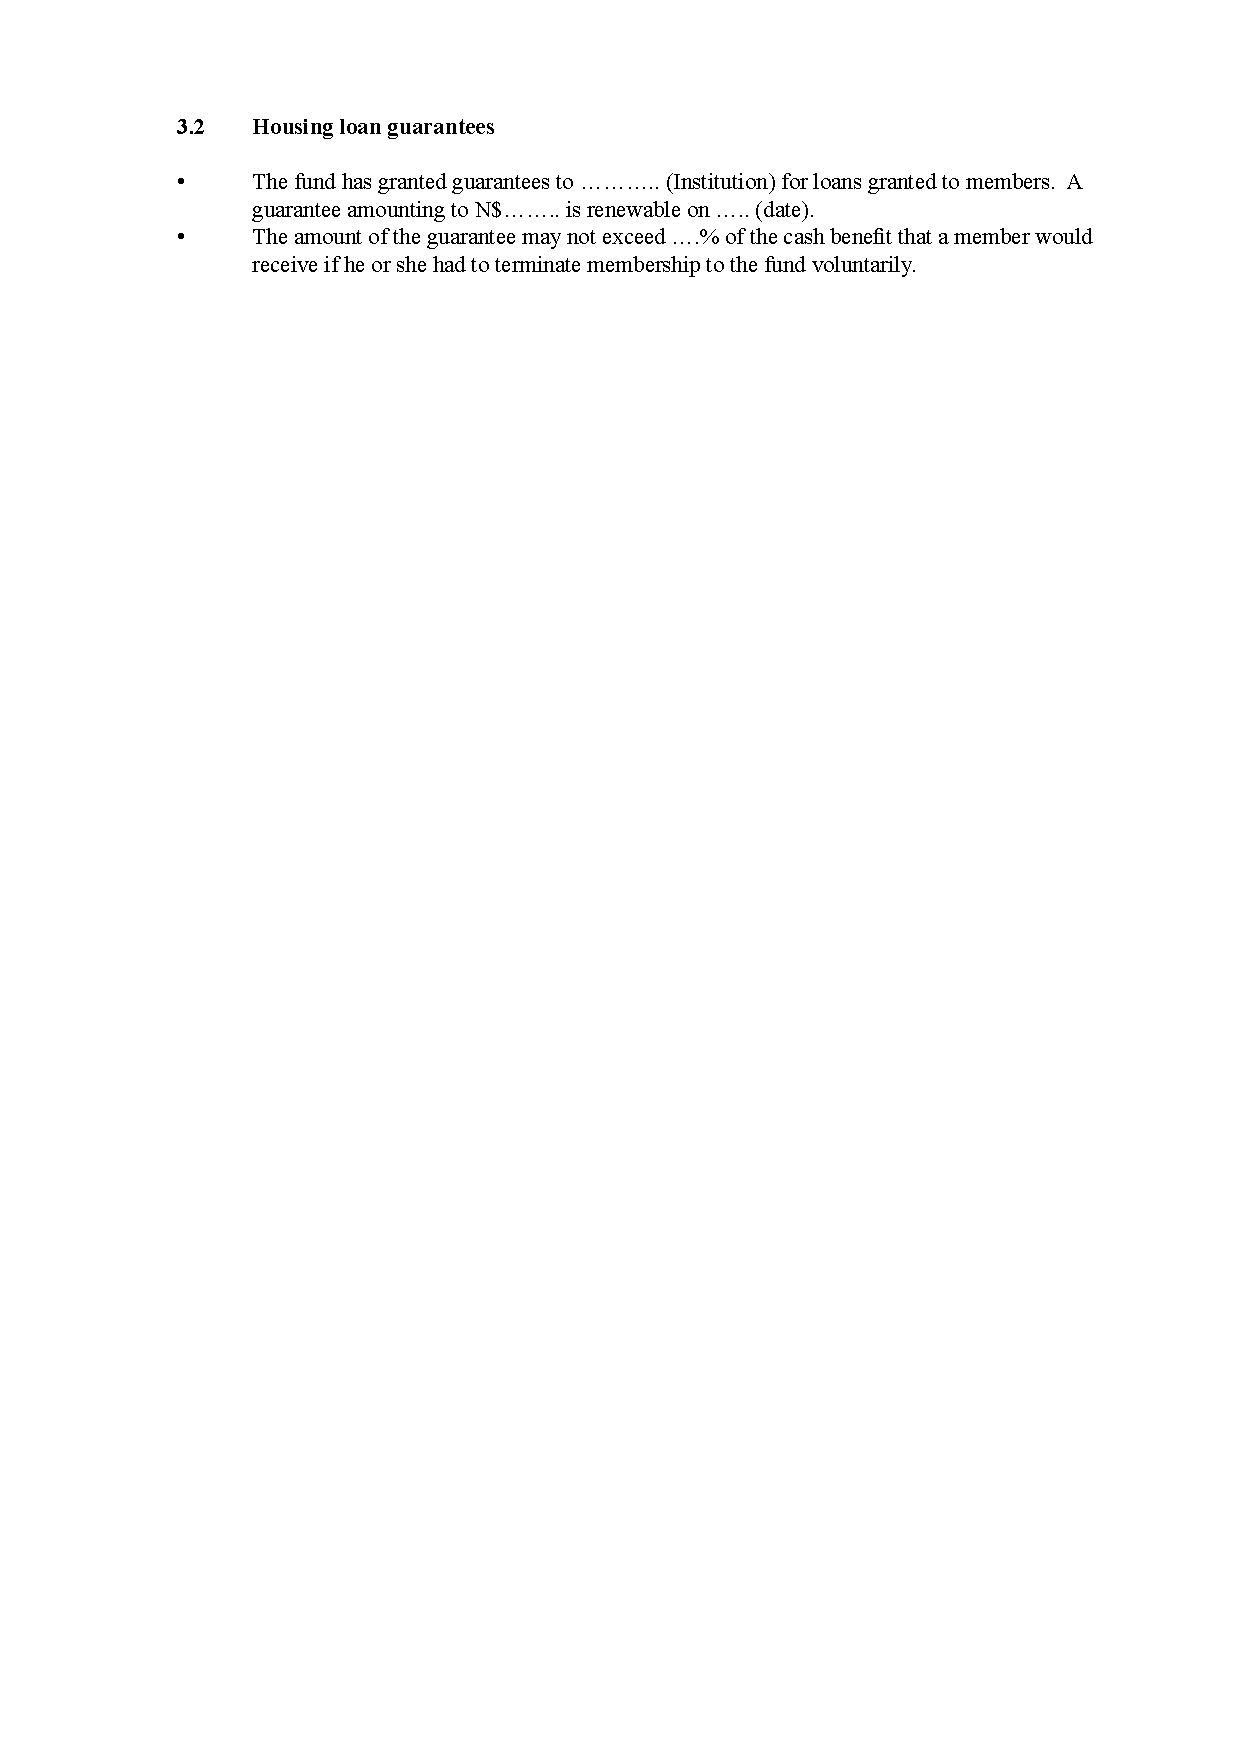 3.2 Housing loan guarantees
• The fund has granted guarantees to ……….. (Institution) for loans granted to members.  A
guarantee amounting to N$…….. is renewable on ….. (date).
• The amount of the guarantee may not exceed ….% of the cash benefit that a member would
receive if he or she had to terminate membership to the fund voluntarily.